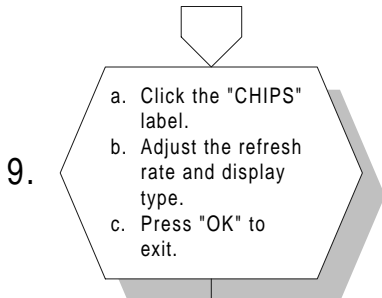 9.
a. Click the "CHIPS"
label.
b. Adjust the refresh
rate and display
type.
c. Press "OK" to
exit.